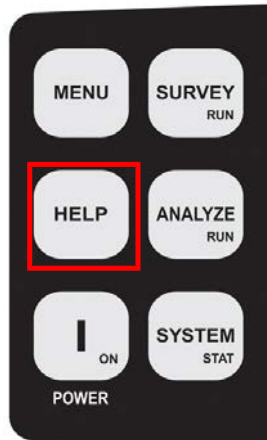 MENU
SURVEY
RUN
HELP
ANALYZE
RUN
I
ON
SYSTEM
STAT
POWER